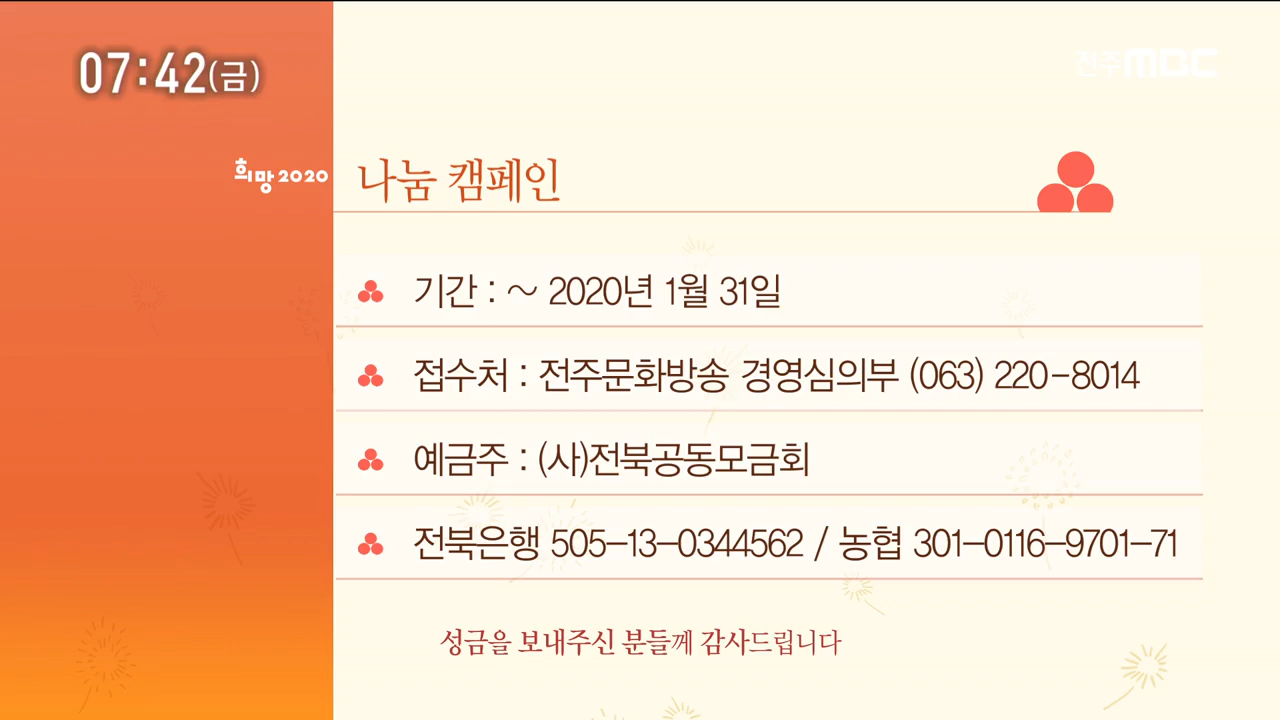 07:42(금)
전주MBC
희망2020 나눔 캠페인
기간 : ~ 2020년 1월 31일
접수처 : 전주문화방송 경영심의부 (063) 220-8014
예금주 : (사)전북공동모금회
전북은행 505-13-0344562 / 농협 301-0116-9701-71
성금을 보내주신 분들께 감사드립니다